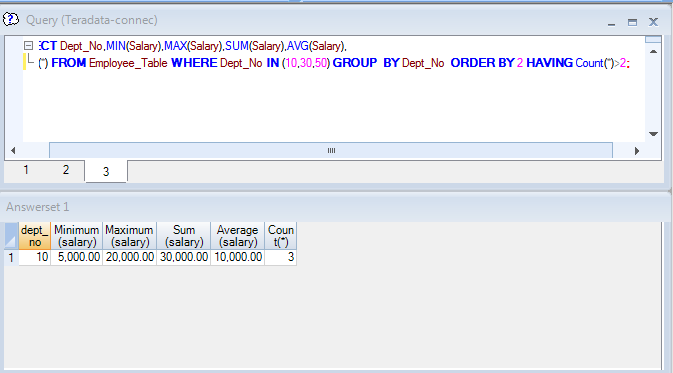 Query (Teradata-connec)
:CT Dept_No,MIN(Salary),MAX(Salary),SUM(Salary),AVG(Salary),
(*) FROM Employee_Table WHERE Dept_No IN (10,30,50) GROUP BY Dept_No ORDER BY 2 HAVING Count(*)>2;
1 2 3
Answerset 1
dept_ Minimum Maximum Sum Average Coun
no (salary) (salary) (salary) (salary) t(*)
1 10 5,000.00 20,000.00 30,000.00 10,000.00 3